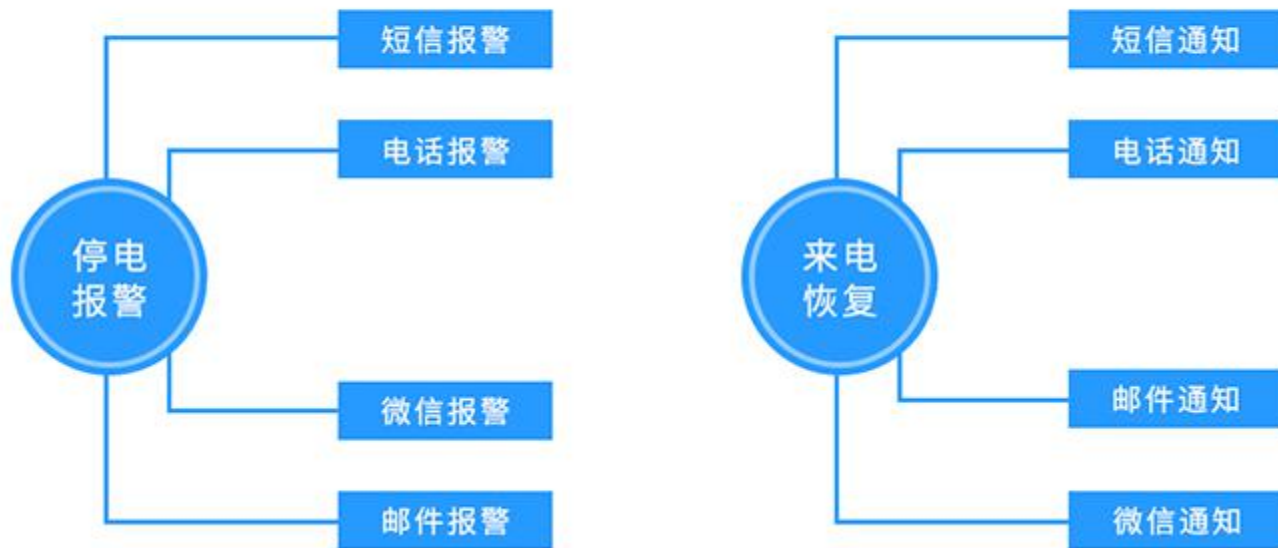 短信报警
电话报警
停电
报警
微信报警
邮件报警
短信通知
电话通知
来电
恢复
邮件通知
微信通知